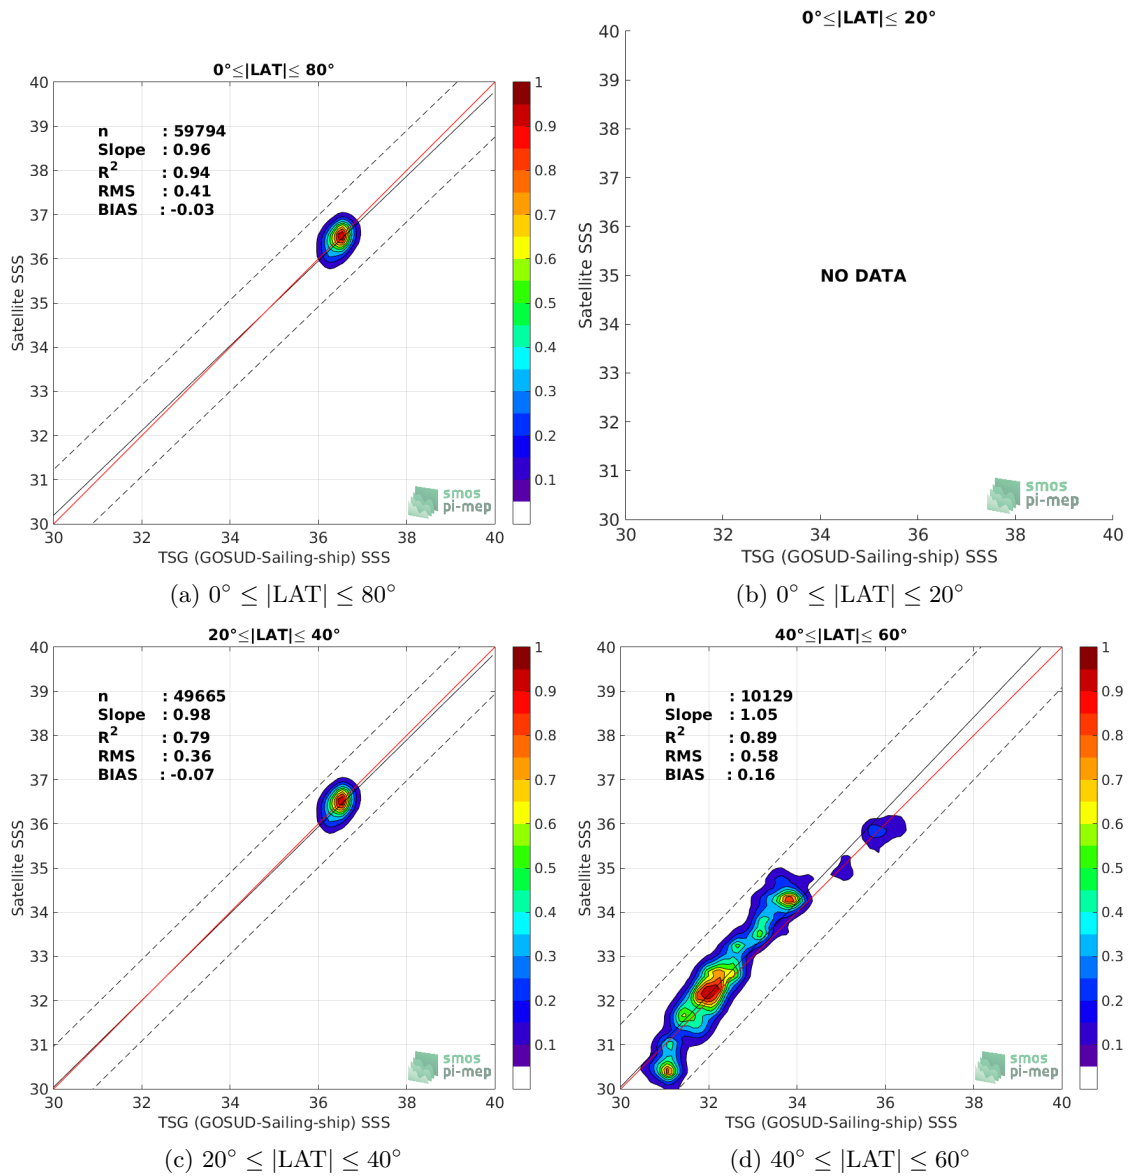 0°≤|LAT|≤ 80°
n : 59794
Slope : 0.96
R2 : 0.94
RMS : 0.41
BIAS : -0.03
40
39
38
37
36
35
34
33
32
31
30
Satellite SSS
30 32 34 36 38 40
TSG (GOSUD-Sailing-ship) SSS
1
0.9
0.8
0.7
0.6
0.5
0.4
0.3
0.2
0.1
smos
pi-mep
(a) 0° ≤ |LAT| ≤ 80°
0°≤|LAT|≤ 20°
40
39
38
37
36
35
34
33
32
31
30
Satellite SSS
NO DATA
smos
pi-mep
30 32 34 36 38 40
TSG (GOSUD-Sailing-ship) SSS
(b) 0° ≤ |LAT| ≤ 20°
20°≤|LAT|≤ 40°
n : 49665
Slope : 0.98
R2 : 0.79
RMS : 0.36
BIAS : -0.07
40
39
38
37
36
35
34
33
32
31
30
Satellite SSS
30 32 34 36 38 40
TSG (GOSUD-Sailing-ship) SSS
1
0.9
0.8
0.7
0.6
0.5
0.4
0.3
0.2
0.1
smos
pi-mep
(c) 20° ≤ |LAT| ≤ 40°
40°≤|LAT|≤ 60°
n : 10129
Slope : 1.05
R2 : 0.89
RMS : 0.58
BIAS : 0.16
40
39
38
37
36
35
34
33
32
31
30
Satellite SSS
30 32 34 36 38 40
TSG (GOSUD-Sailing-ship) SSS
1
0.9
0.8
0.7
0.6
0.5
0.4
0.3
0.2
0.1
smos
pi-mep
(d) 40° ≤ |LAT| ≤ 60°